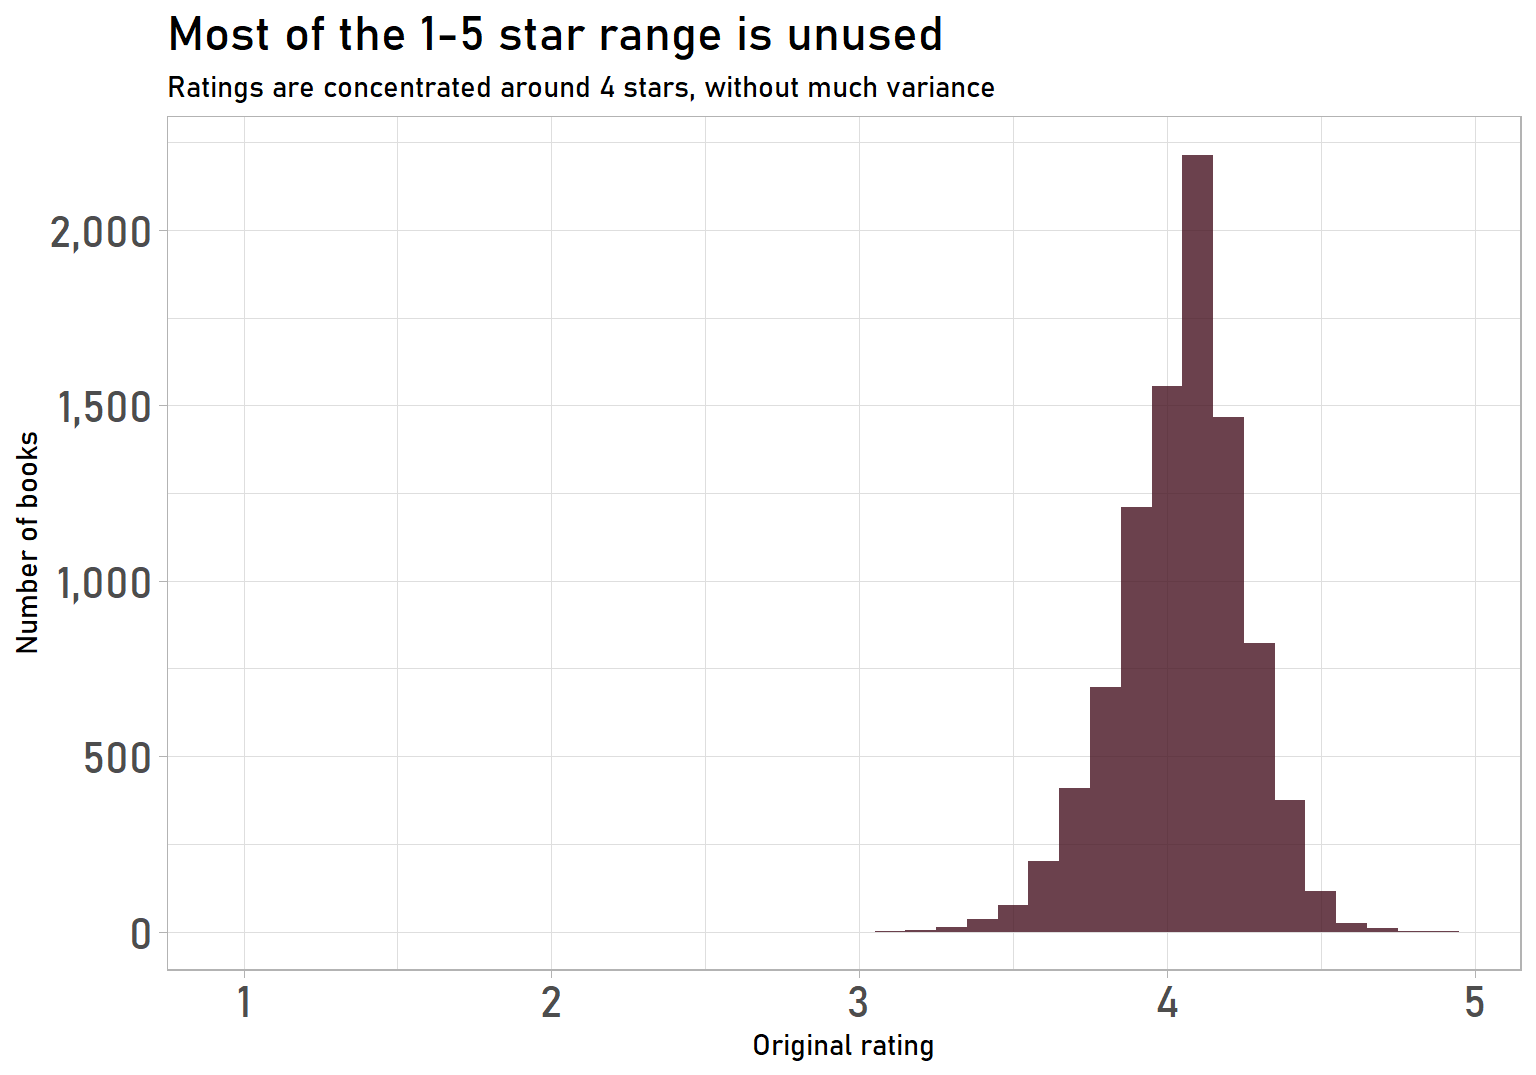 Most of the 1-5 star range is unused
Ratings are concentrated around 4 stars, without much variance
2,000
1,500
1,000
500
0
Number of books
1 2 3 4 5
Original rating